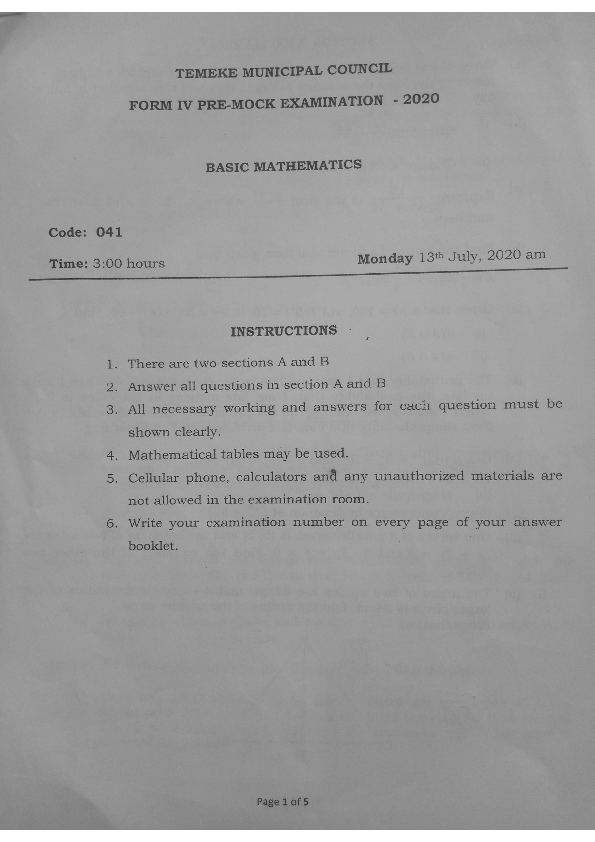 TEMEKE MUNICIPAL COUNCIL
FORM IV PRE-MOCK EXAMINATION - 2020
BASIC MATHEMATICS
Code: 041
Time: 3:00 hours Monday 13th July, 2020 am
INSTRUCTIONS
1. There are two sections A and B
2. Answer all questions in section A and B
3. All necessary working and answers for each question must be
shown clearly.
4. Mathematical tables may be used.
5. Cellular phone, calculators and any unauthorized materials are
not allowed in the examination room.
6. Write your examination number on every page of your answer
booklet.
Page 1 of 5